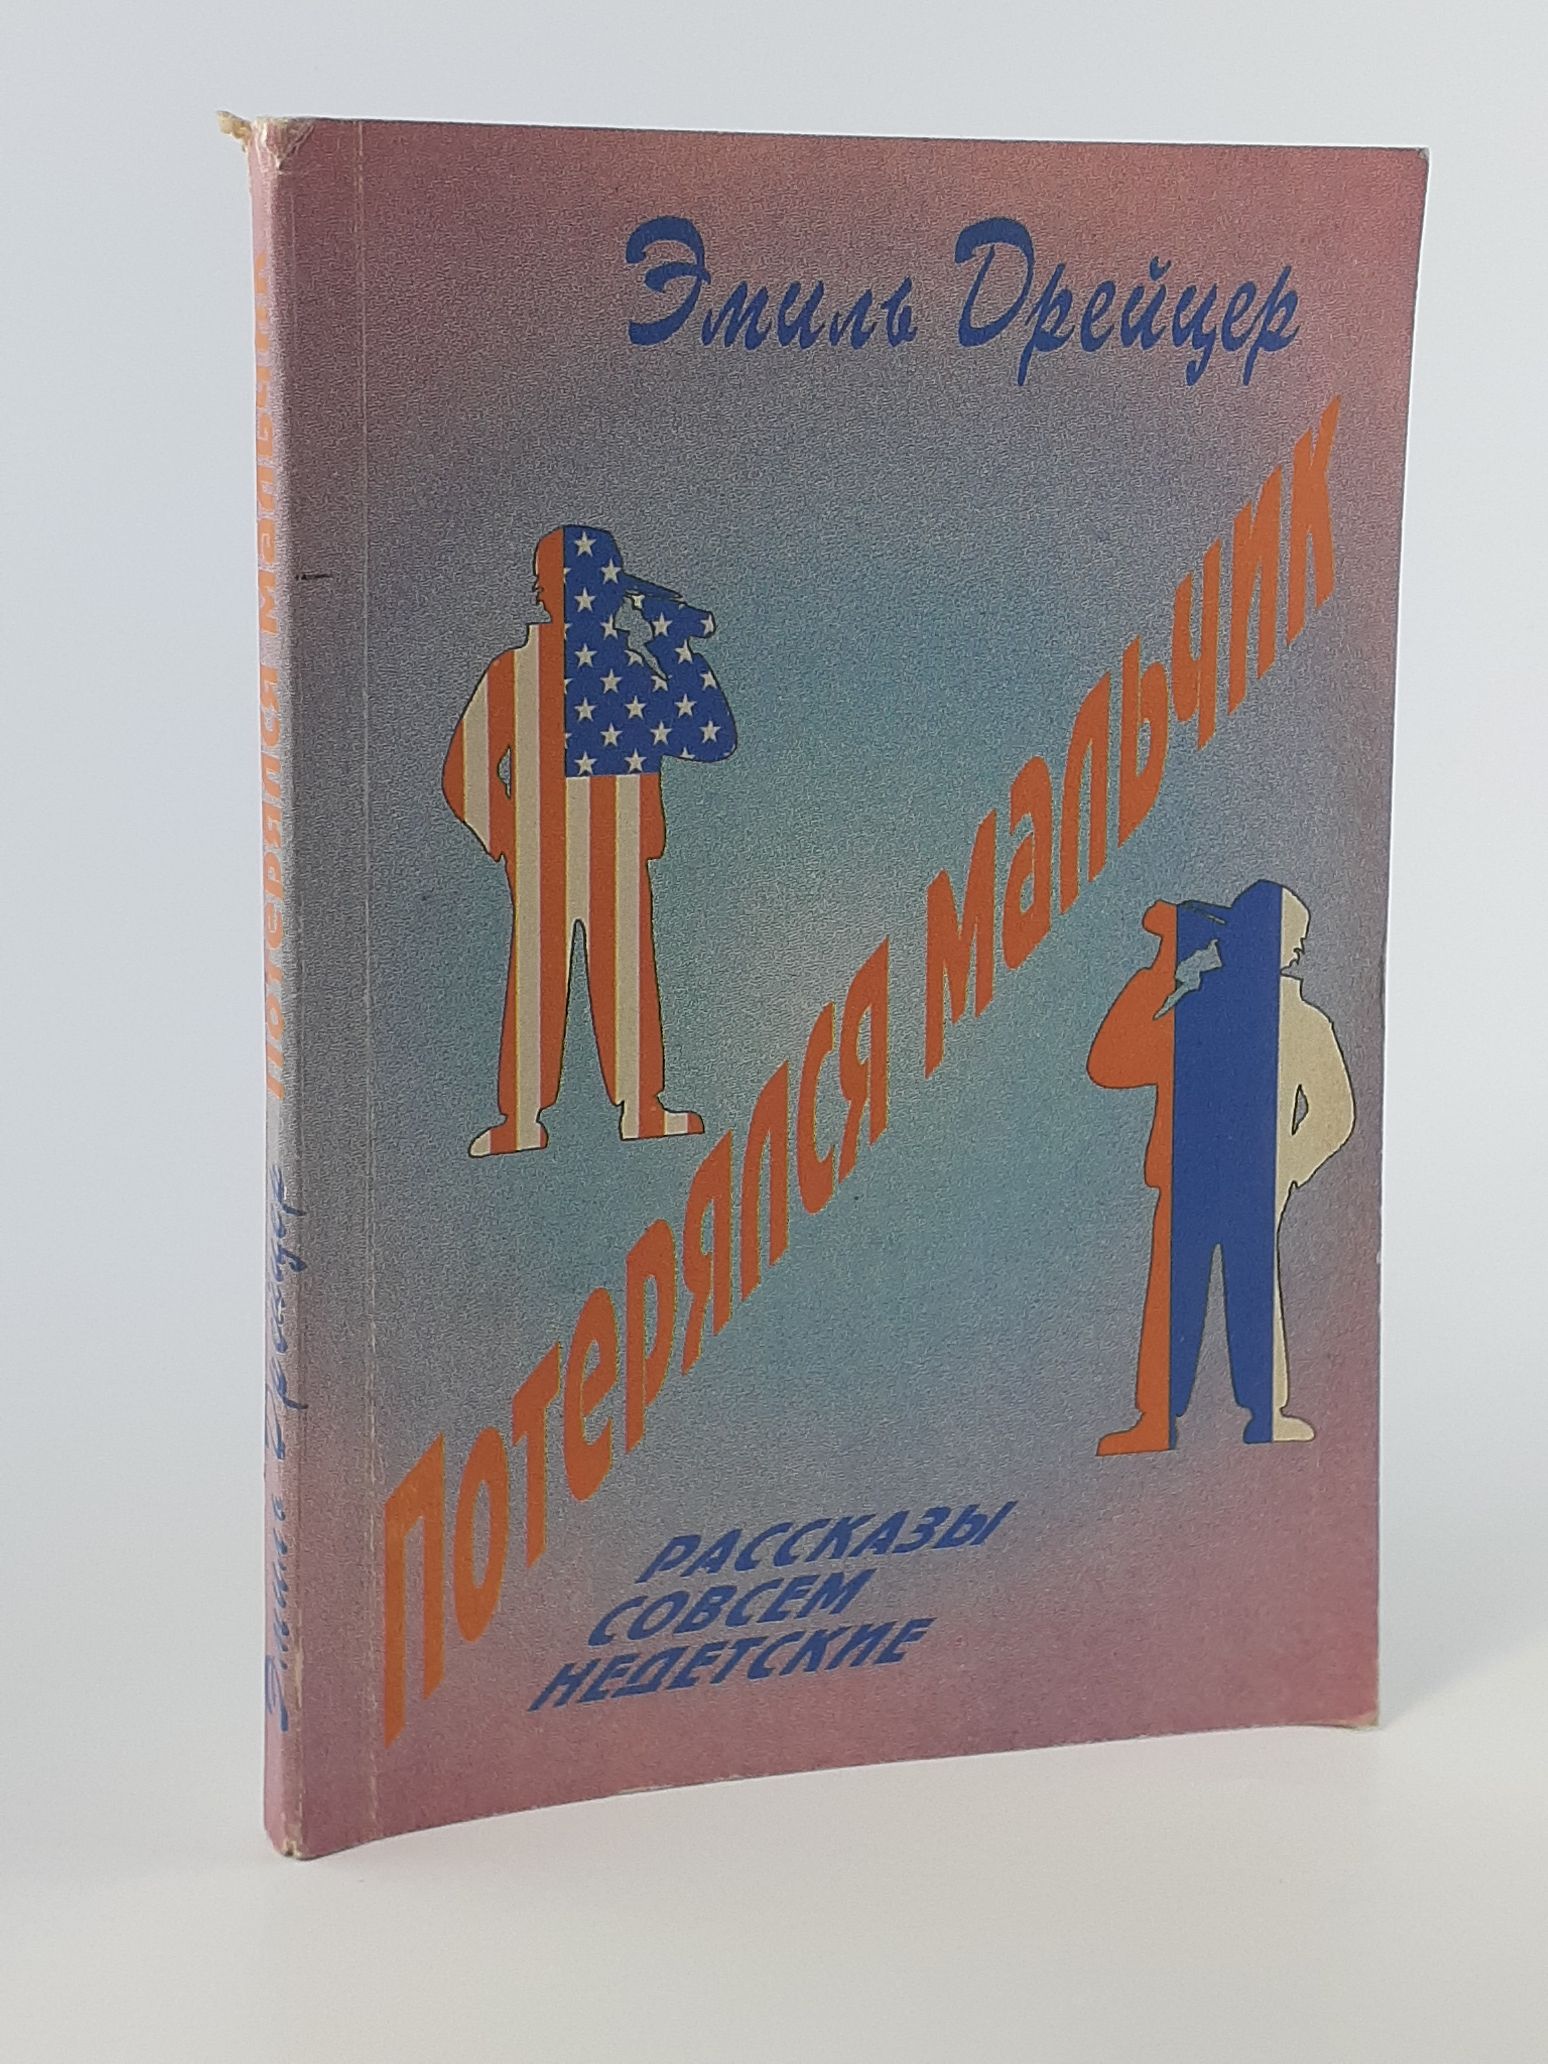 Эмиль Дрейцер
Потерялся мальчик
РАССКАЗЫ
СОВСЕМ
НЕДЕТСКИЕ
Эмиль Дрейцер Потерялся мальчик